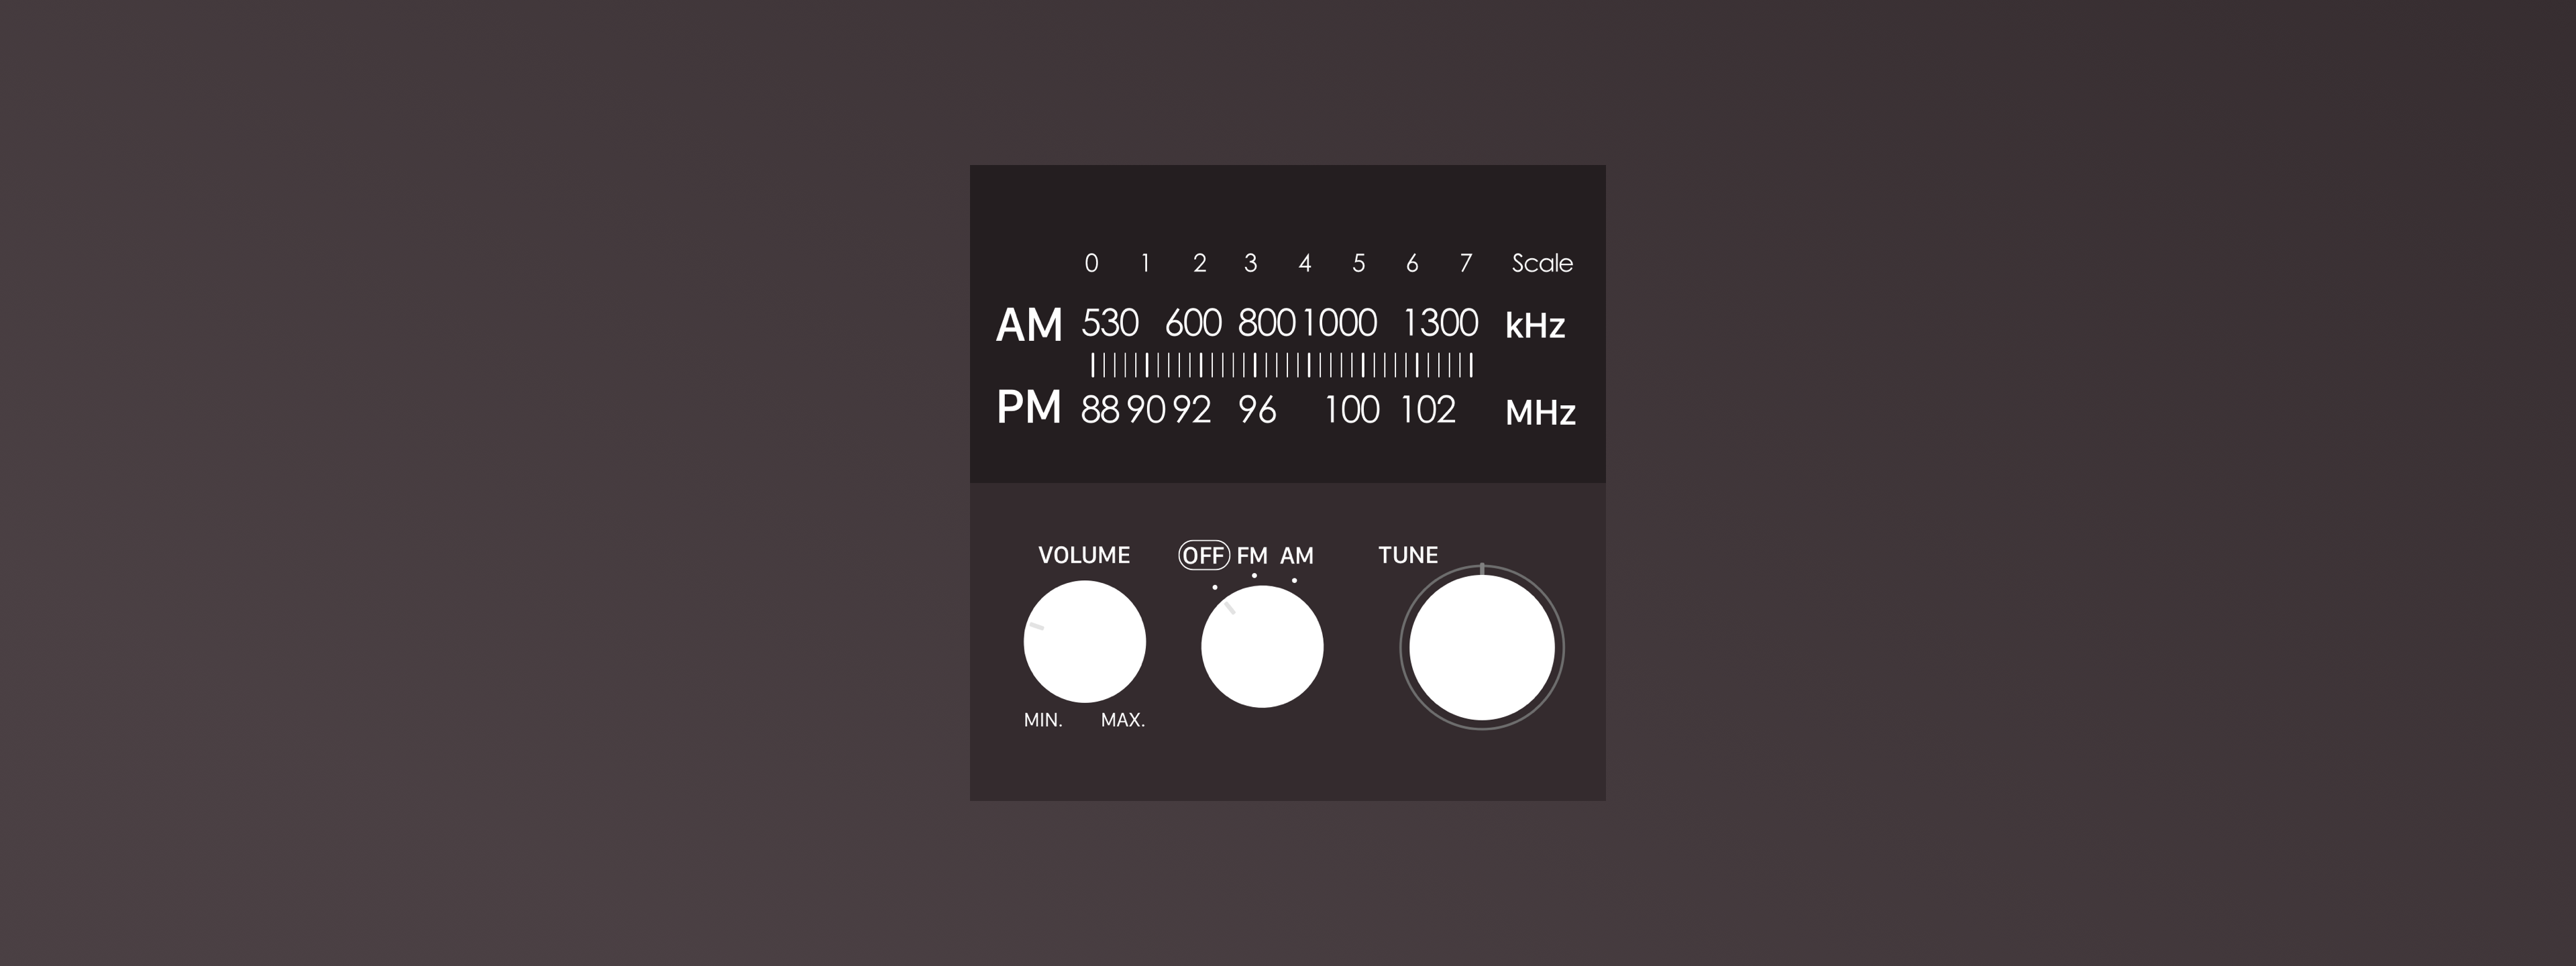 0 1 2 3 4 5 6 7 Scale
AM 530 600 800 1000 1300 kHz
PM 88 90 92 96 100 102 MHz
VOLUME OFF FM AM TUNE
MIN. MAX.